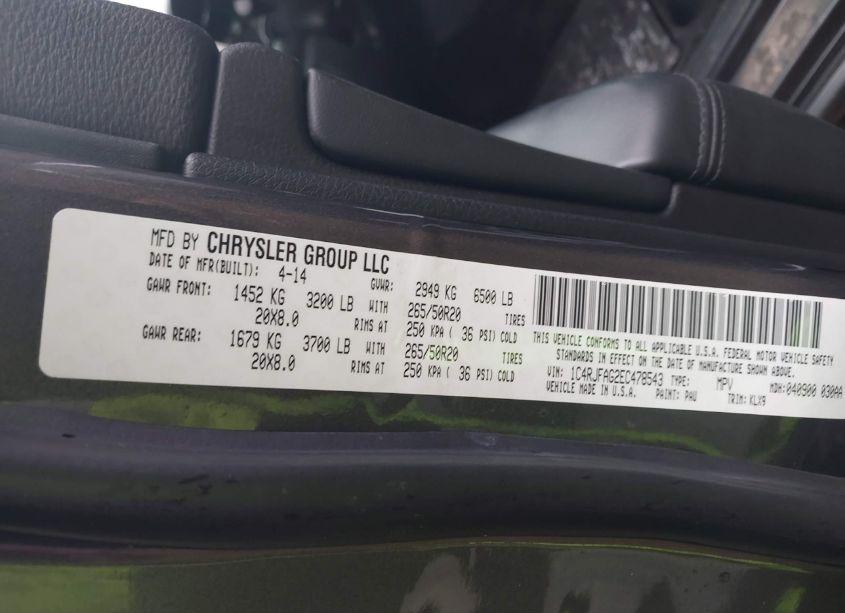 MFD BY CHRYSLER GROUP LLC
DATE OF MFR(BUILT): 4-14 GVWR: 2949 KG 6500 LB
GAWR FRONT: 1452 KG 3200 LB WITH 265/50R20 TIRES
20X8.0 RIMS AT 250 KPA ( 36 PSI) COLD
GAWR REAR: 1679 KG 3700 LB WITH 265/50R20 TIRES
20X8.0 RIMS AT 250 KPA ( 36 PSI) COLD
THIS VEHICLE CONFORMS TO ALL APPLICABLE U.S.A. FEDERAL MOTOR VEHICLE SAFETY
STANDARDS IN EFFECT ON THE DATE OF MANUFACTURE SHOWN ABOVE.
VIN: 1C4RJFAG2EC478543 TYPE: MPV MDH: 040900 030AA
VEHICLE MADE IN U.S.A. PAINT: PAU TRIM: KLX9